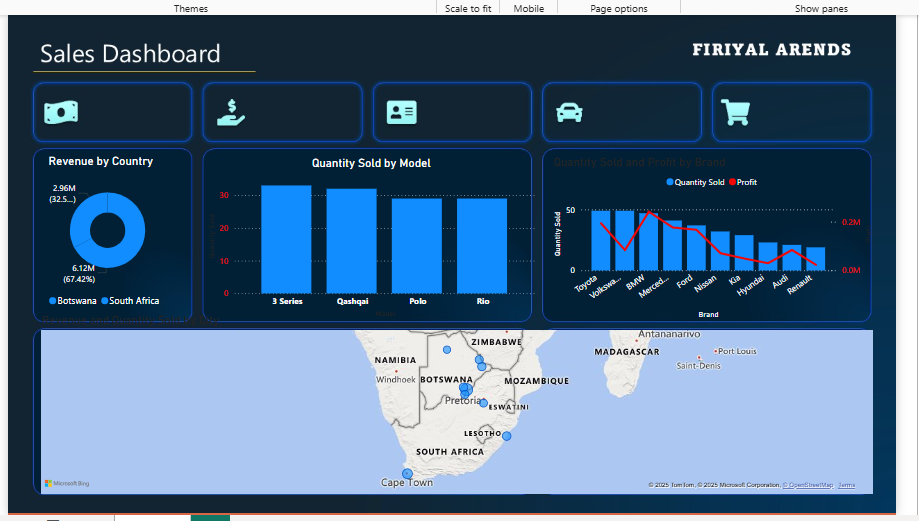 Themes
Scale to fit
Mobile
Page options
Show panes
Sales Dashboard
FIRIYAL ARENDS
Revenue by Country
2.96M
(32.5...)
6.12M
(67.42%)
Botswana South Africa
Quantity Sold by Model
30
20
10
0
3 Series Qashqai Polo Rio
Quantity Sold and Profit by Brand
Quantity Sold Profit
Quantity Sold
50
0
0.2M
0.0M
Toyota Volkswa... BMW Merced... Ford Nissan Kia Hyundai Audi Renault
Brand
ZIMBABWE
Antananarivo
NAMIBIA
MADAGASCAR
Port Louis
Windhoek
BOTSWANA
MOZAMBIQUE
Saint-Denis
Pretoria
ESWATINI
LESOTHO
SOUTH AFRICA
Cape Town
Microsoft Bing
© 2025 TomTom, © 2025 Microsoft Corporation, © OpenStreetMap Terms